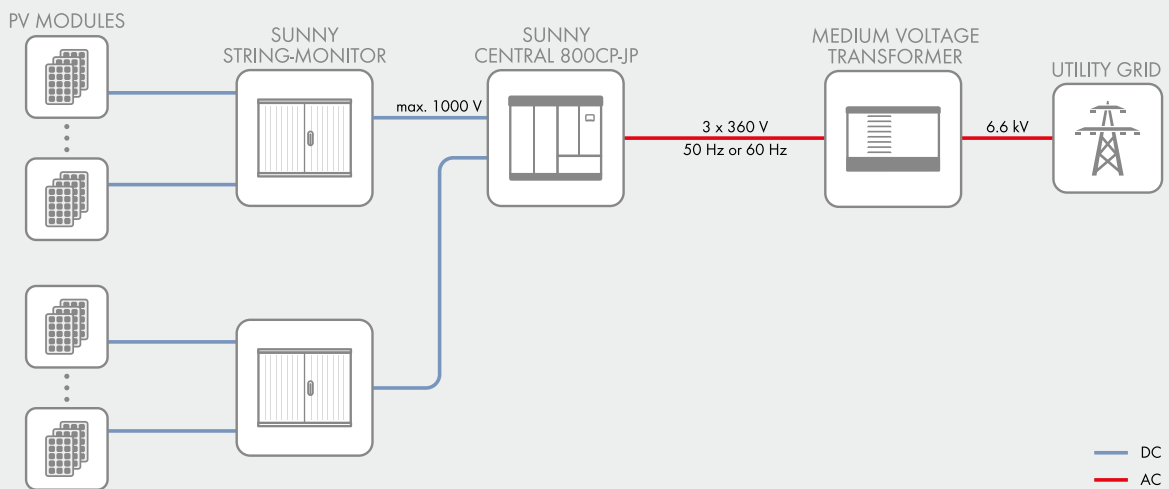 PV MODULES
SUNNY
STRING-MONITOR
SUNNY
CENTRAL 800CP-JP
MEDIUM VOLTAGE
TRANSFORMER
UTILITY GRID
max. 1000 V
3 x 360 V
50 Hz or 60 Hz
6.6 kV
DC
AC